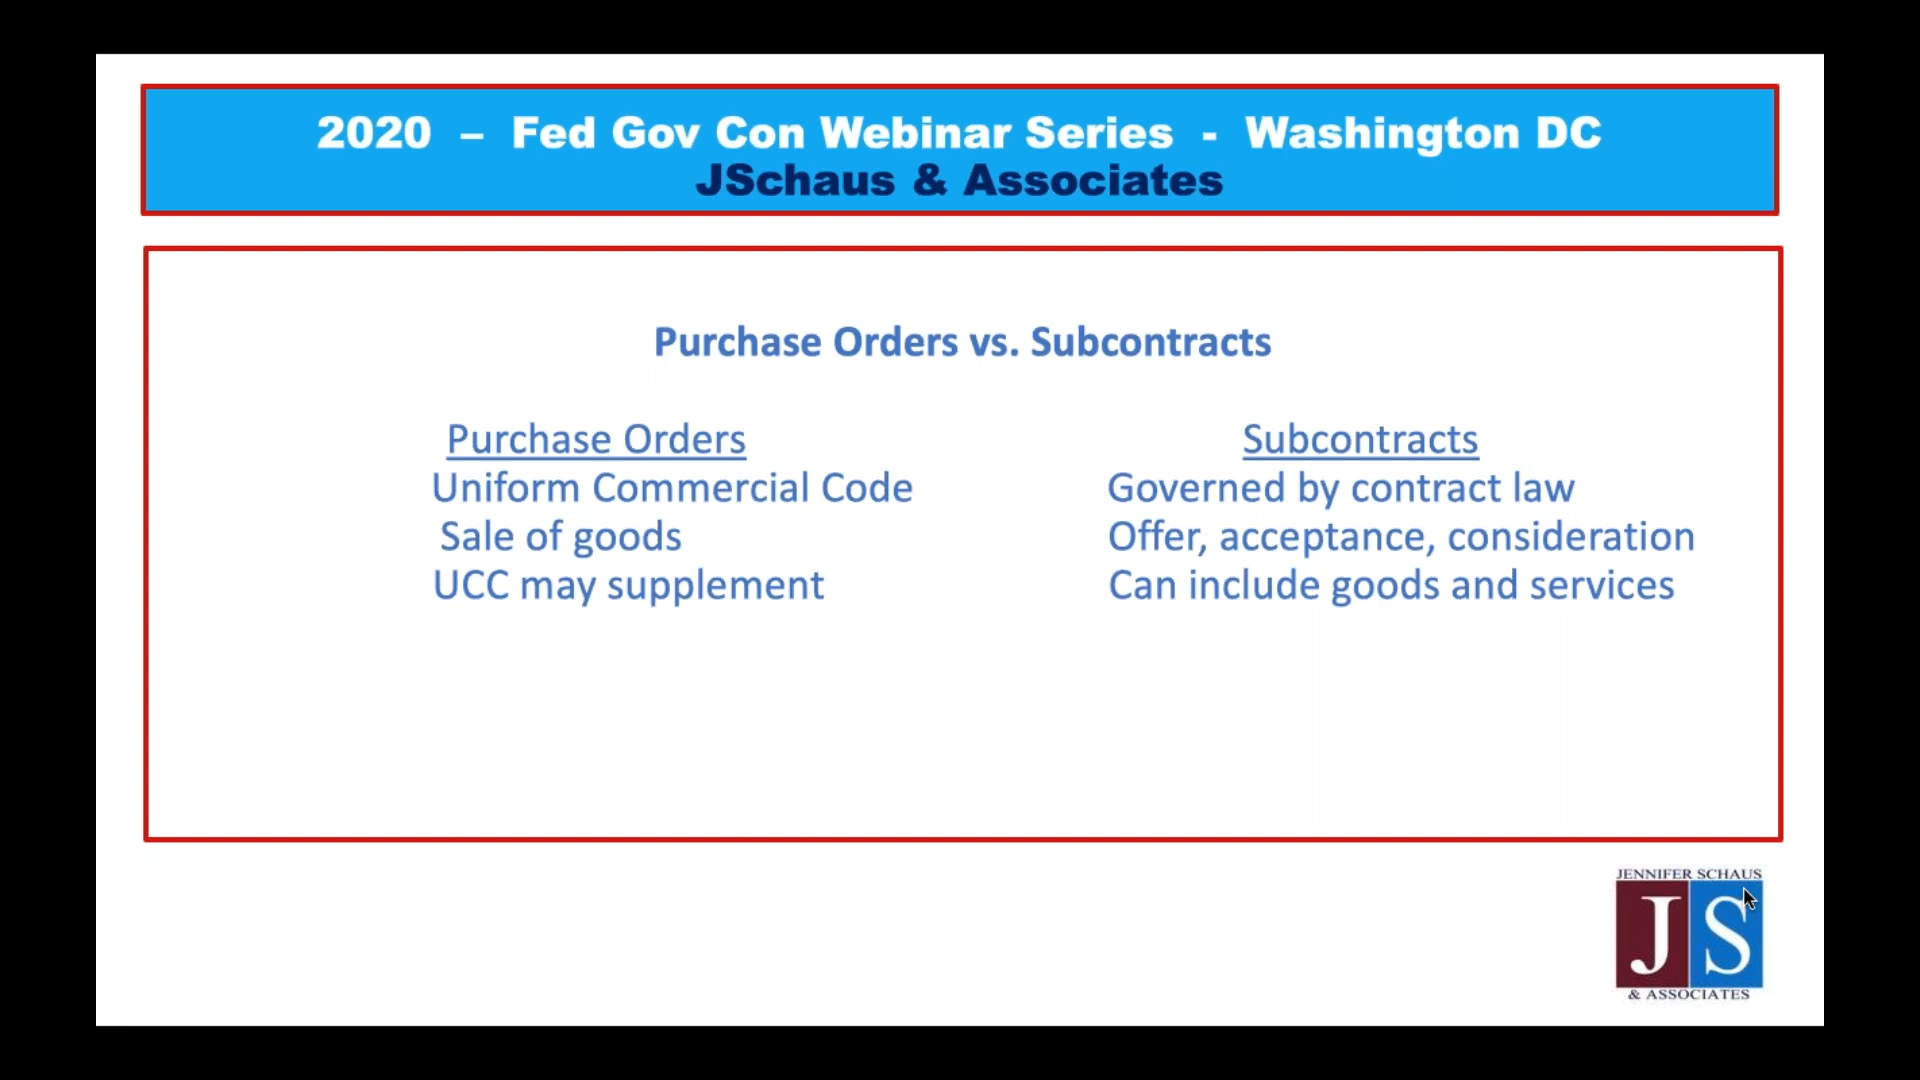 2020 – Fed Gov Con Webinar Series - Washington DC
JSchaus & Associates
Purchase Orders vs. Subcontracts
Purchase Orders
Uniform Commercial Code
Sale of goods
UCC may supplement
Subcontracts
Governed by contract law
Offer, acceptance, consideration
Can include goods and services
JENNIFER SCHAUS
JS
& ASSOCIATES